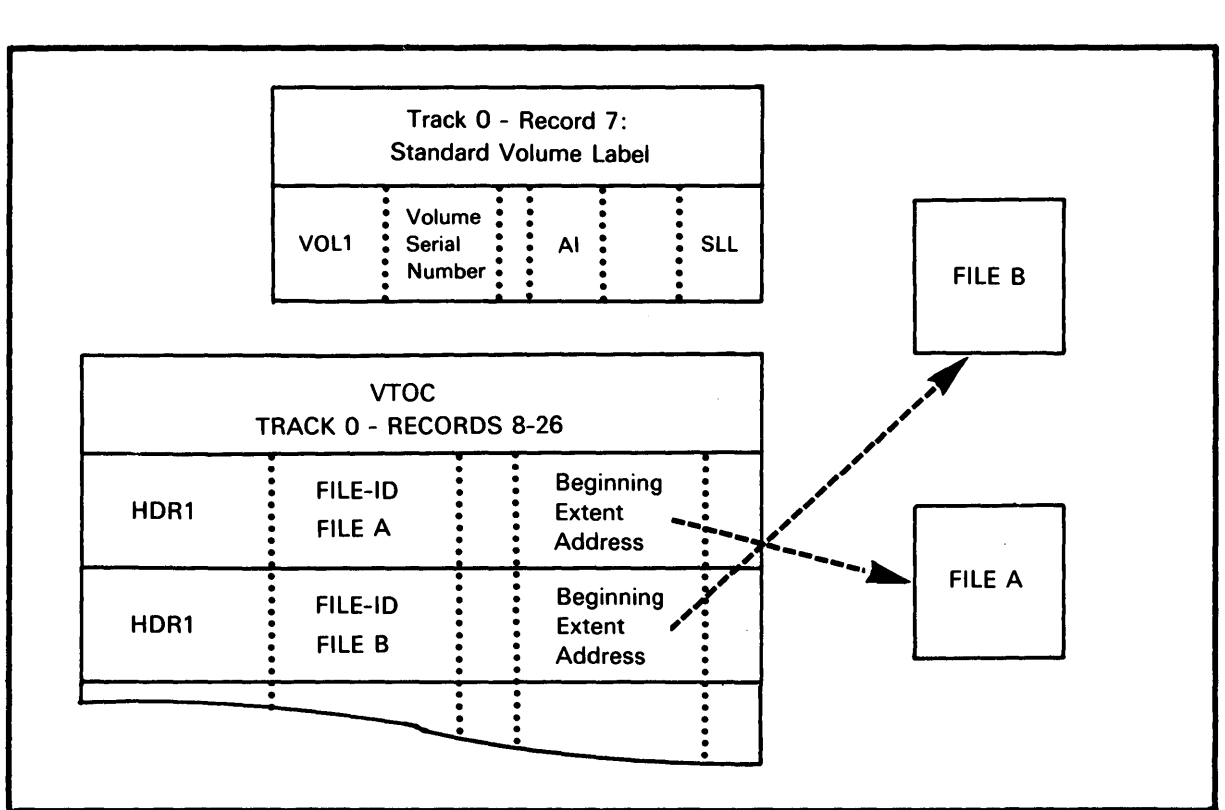 Track 0 - Record 7:
Standard Volume Label
VOL1
Volume
Serial
Number
AI
SLL
FILE B
VTOC
TRACK 0 - RECORDS 8-26
HDR1
FILE-ID
FILE A
Beginning
Extent
Address
HDR1
FILE-ID
FILE B
Beginning
Extent
Address
FILE A